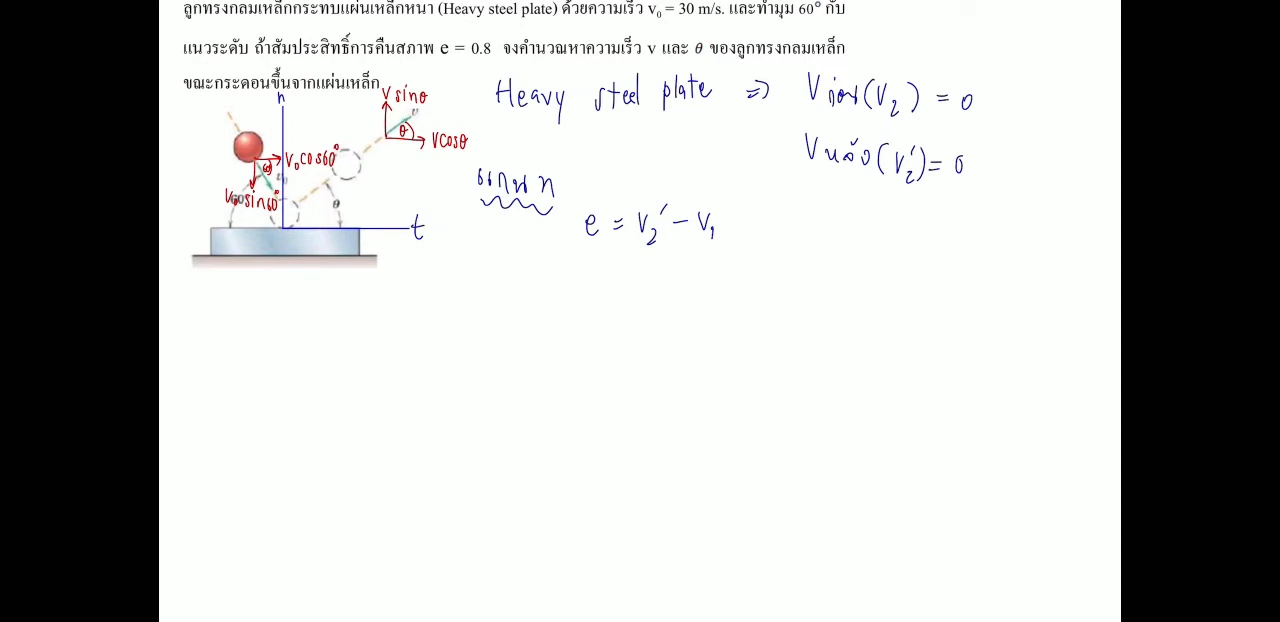 ลูกทรงกลมเหล็กกระทบแผ่นเหล็กหนา (Heavy steel plate) ด้วยความเร็ว v₀ = 30 m/s. และทำมุม 60° กับ
แนวระดับ ถ้าสัมประสิทธิ์การคืนสภาพ e = 0.8 จงคำนวณหาความเร็ว v และ θ ของลูกทรงกลมเหล็ก
ขณะกระดอนขึ้นจากแผ่นเหล็ก
Heavy steel plate => Vก่อน(V₂) = 0
Vหลัง(V₂′) = 0
n
V sinθ
v
θ
V cosθ
V₀ cos60°
60
V₀ sin60°
θ
t
แกน n
e = V₂′ − V₁